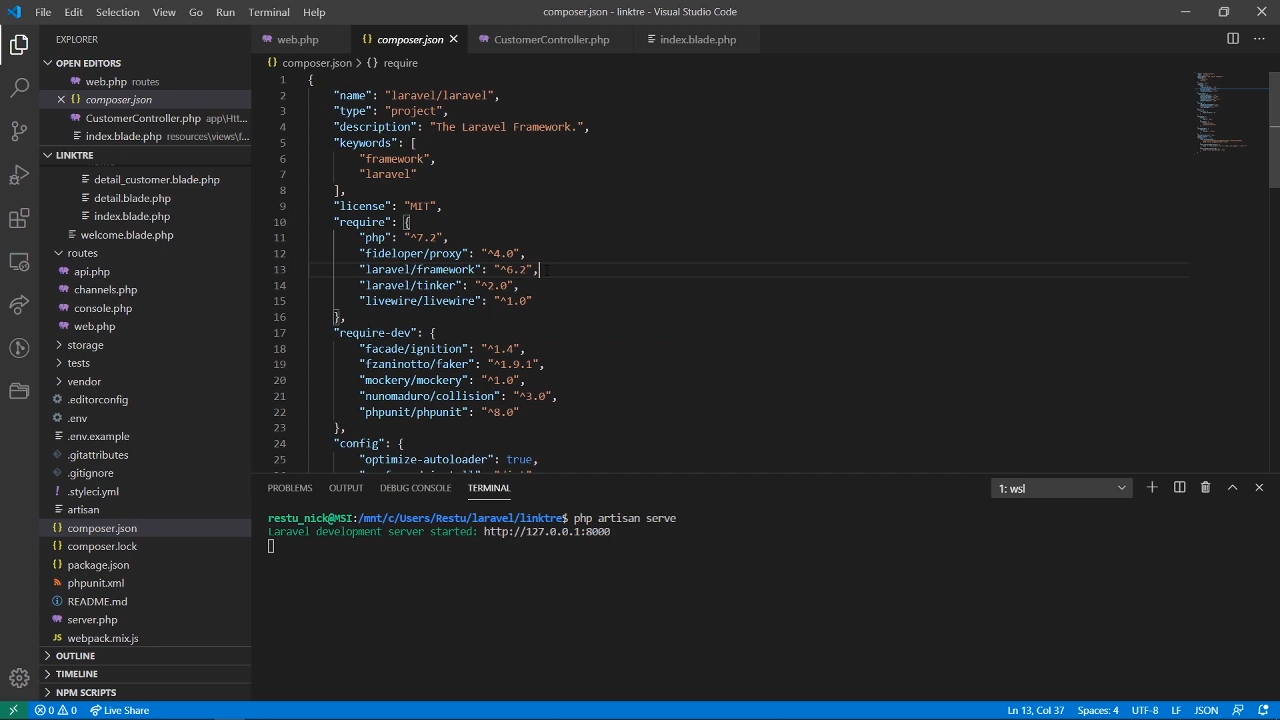 File Edit Selection View Go Run Terminal Help
composer.json - linktre - Visual Studio Code
EXPLORER
OPEN EDITORS
web.php routes
composer.json
CustomerController.php app\Htt...
index.blade.php resources\views\f...
LINKTRE
detail_customer.blade.php
detail.blade.php
index.blade.php
welcome.blade.php
routes
api.php
channels.php
console.php
web.php
storage
tests
vendor
.editorconfig
.env
.env.example
.gitattributes
.gitignore
.styleci.yml
artisan
composer.json
composer.lock
package.json
phpunit.xml
README.md
server.php
webpack.mix.js
OUTLINE
TIMELINE
NPM SCRIPTS
web.php composer.json CustomerController.php index.blade.php
composer.json > {} require
1 {
2 "name": "laravel/laravel",
3 "type": "project",
4 "description": "The Laravel Framework.",
5 "keywords": [
6 "framework",
7 "laravel"
8 ],
9 "license": "MIT",
10 "require": {
11 "php": "^7.2",
12 "fideloper/proxy": "^4.0",
13 "laravel/framework": "^6.2",
14 "laravel/tinker": "^2.0",
15 "livewire/livewire": "^1.0"
16 },
17 "require-dev": {
18 "facade/ignition": "^1.4",
19 "fzaninotto/faker": "^1.9.1",
20 "mockery/mockery": "^1.0",
21 "nunomaduro/collision": "^3.0",
22 "phpunit/phpunit": "^8.0"
23 },
24 "config": {
25 "optimize-autoloader": true,
PROBLEMS OUTPUT DEBUG CONSOLE TERMINAL
1: wsl
restu_nick@MSI:/mnt/c/Users/Restu/laravel/linktre$ php artisan serve
Laravel development server started: http://127.0.0.1:8000
0 0 Live Share
Ln 13, Col 37 Spaces: 4 UTF-8 LF JSON